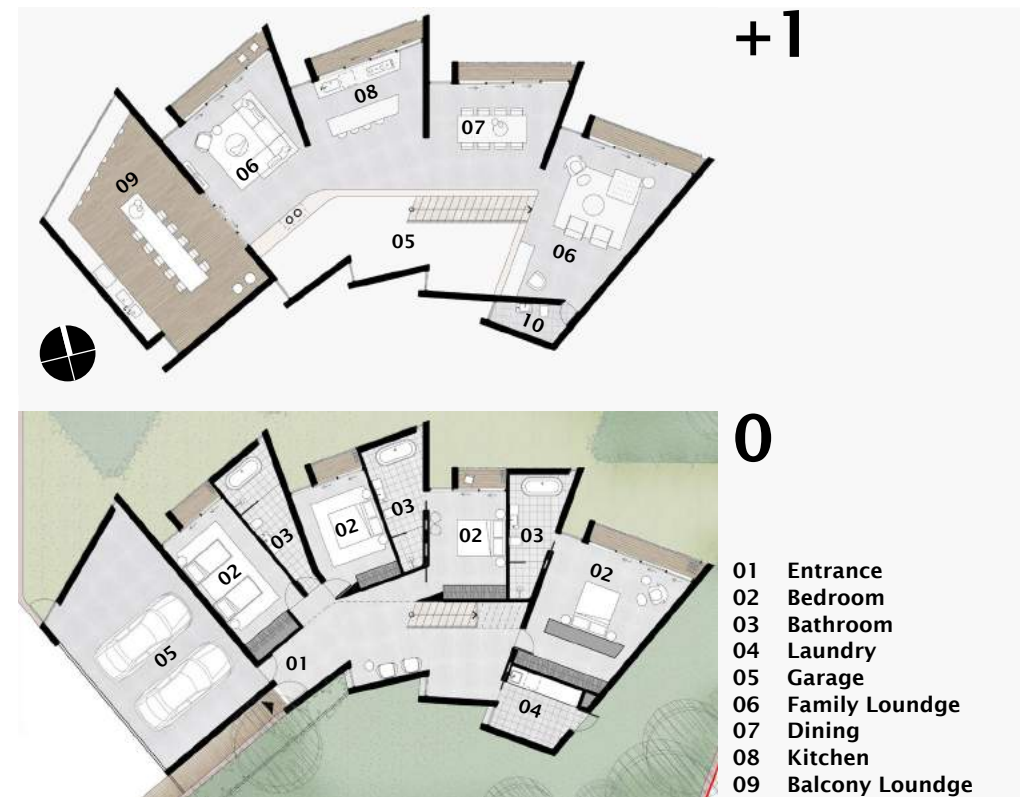 +1
08
07
06
09
05
06
10
0
03
02
03
02
02
03
02
05
01
04
01 Entrance
02 Bedroom
03 Bathroom
04 Laundry
05 Garage
06 Family Loundge
07 Dining
08 Kitchen
09 Balcony Loundge